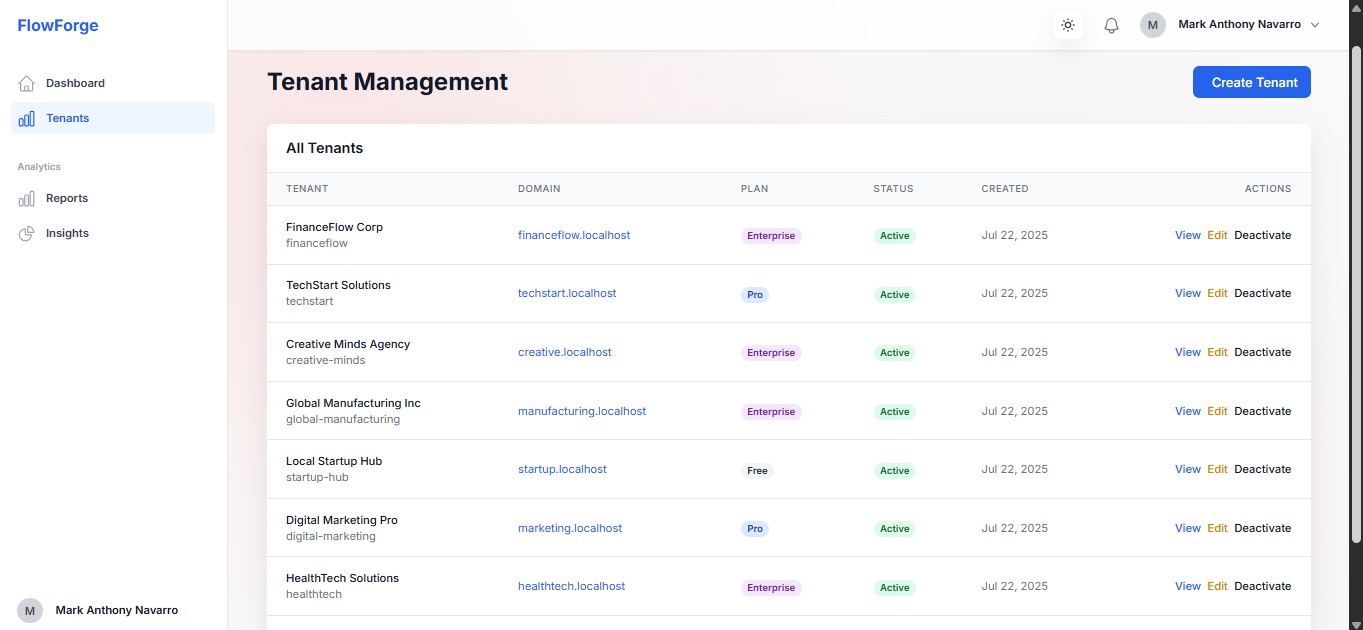 FlowForge
M Mark Anthony Navarro
Dashboard
Tenants
Analytics
Reports
Insights
M Mark Anthony Navarro
Tenant Management
Create Tenant
All Tenants
TENANT DOMAIN PLAN STATUS CREATED ACTIONS
FinanceFlow Corp
financeflow
financeflow.localhost Enterprise Active Jul 22, 2025 View Edit Deactivate
TechStart Solutions
techstart
techstart.localhost Pro Active Jul 22, 2025 View Edit Deactivate
Creative Minds Agency
creative-minds
creative.localhost Enterprise Active Jul 22, 2025 View Edit Deactivate
Global Manufacturing Inc
global-manufacturing
manufacturing.localhost Enterprise Active Jul 22, 2025 View Edit Deactivate
Local Startup Hub
startup-hub
startup.localhost Free Active Jul 22, 2025 View Edit Deactivate
Digital Marketing Pro
digital-marketing
marketing.localhost Pro Active Jul 22, 2025 View Edit Deactivate
HealthTech Solutions
healthtech
healthtech.localhost Enterprise Active Jul 22, 2025 View Edit Deactivate